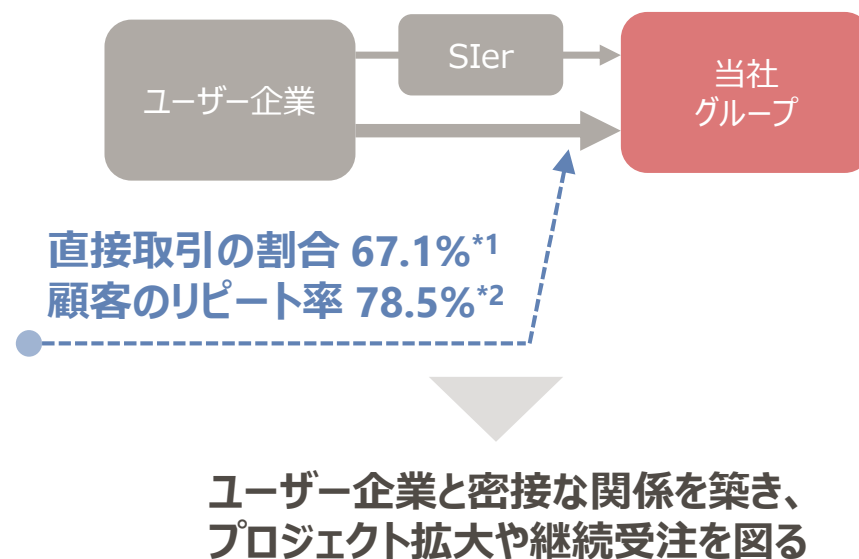 ユーザー企業
SIer
当社
グループ
直接取引の割合 67.1%*1
顧客のリピート率 78.5%*2
ユーザー企業と密接な関係を築き、
プロジェクト拡大や継続受注を図る